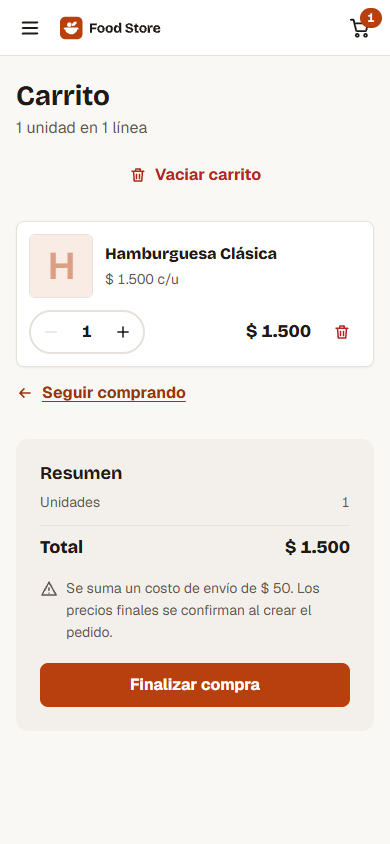 Food Store
1
Carrito
1 unidad en 1 línea
Vaciar carrito
H
Hamburguesa Clásica
$ 1.500 c/u
1
$ 1.500
Seguir comprando
Resumen
Unidades 1
Total $ 1.500
Se suma un costo de envío de $ 50. Los
precios finales se confirman al crear el
pedido.
Finalizar compra